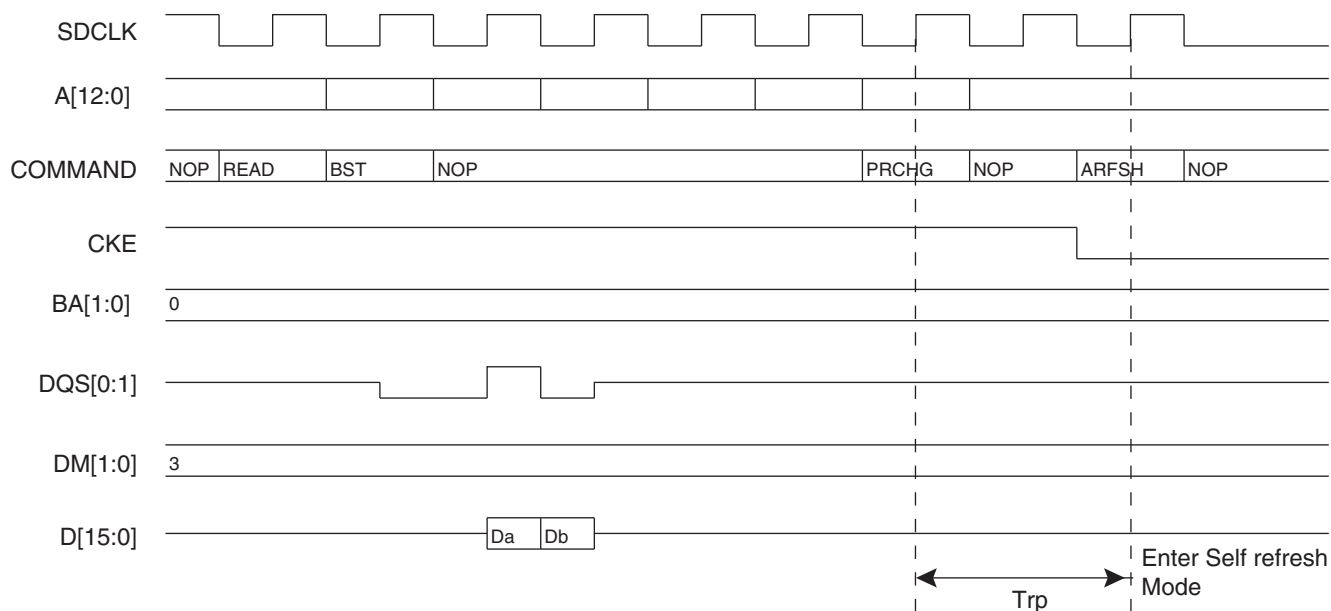 SDCLK
A[12:0]
COMMAND NOP READ BST NOP PRCHG NOP ARFSH NOP
CKE
BA[1:0] 0
DQS[0:1]
DM[1:0] 3
D[15:0] Da Db
Trp
Enter Self refresh
Mode